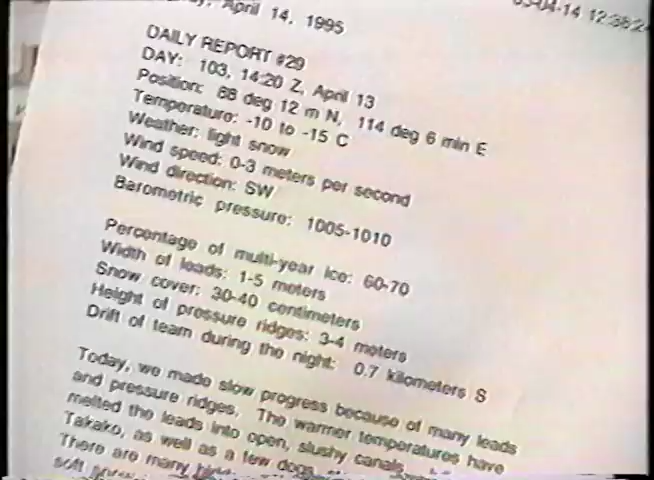 April 14, 1995
DAILY REPORT #29
DAY: 103, 14:20 Z, April 13
Position: 88 deg 12 m N, 114 deg 6 min E
Temperature: -10 to -15 C
Weather: light snow
Wind speed: 0-3 meters per second
Wind direction: SW
Barometric pressure: 1005-1010
Percentage of multi-year ice: 60-70
Width of leads: 1-5 meters
Snow cover: 30-40 centimeters
Height of pressure ridges: 3-4 meters
Drift of team during the night: 0.7 kilometers S
Today, we made slow progress because of many leads
and pressure ridges. The warmer temperatures have
melted the leads into open, slushy canals.
Takako, as well as a few dogs,
There are many
soft